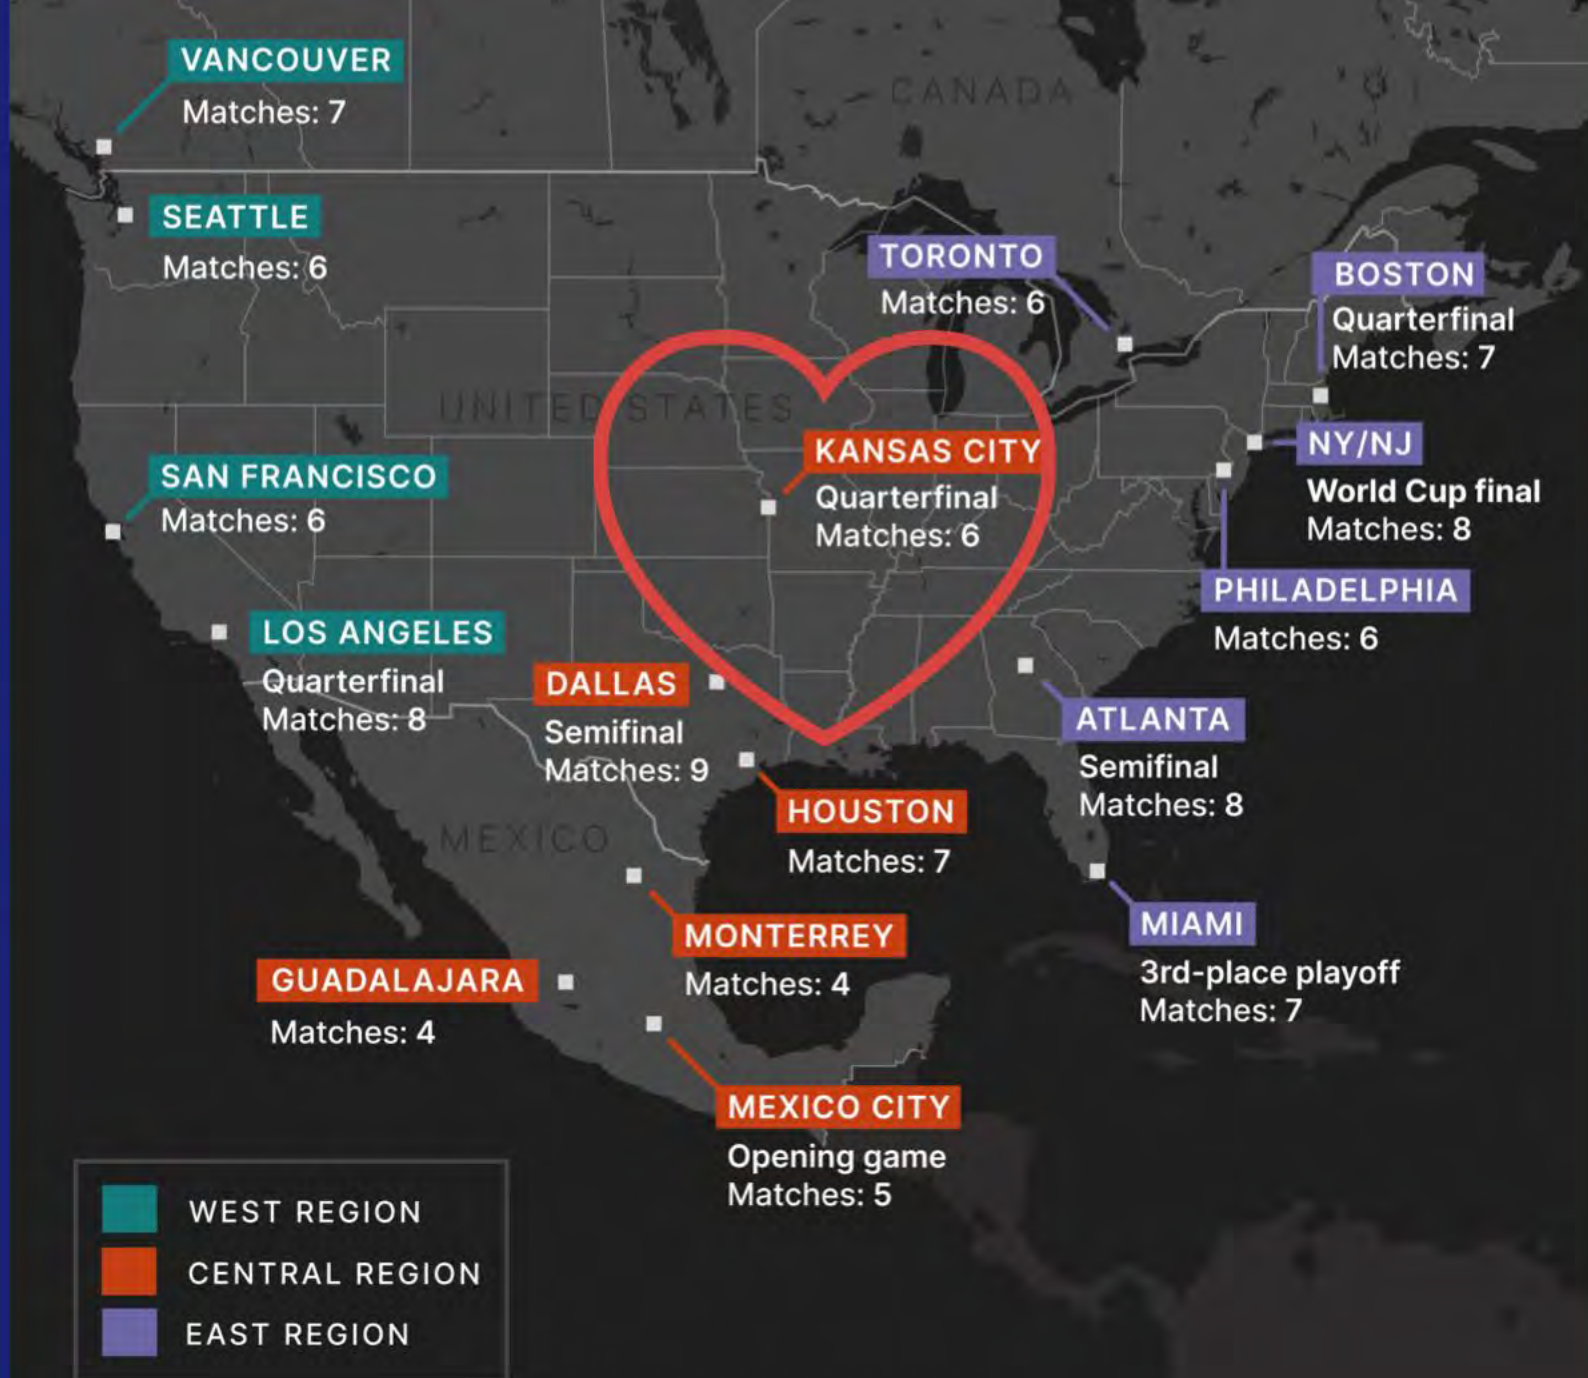 VANCOUVER
Matches: 7
CANADA
SEATTLE
Matches: 6
TORONTO
Matches: 6
BOSTON
Quarterfinal
Matches: 7
UNITED STATES
KANSAS CITY
Quarterfinal
Matches: 6
NY/NJ
World Cup final
Matches: 8
SAN FRANCISCO
Matches: 6
PHILADELPHIA
Matches: 6
LOS ANGELES
Quarterfinal
Matches: 8
DALLAS
Semifinal
Matches: 9
ATLANTA
Semifinal
Matches: 8
HOUSTON
Matches: 7
MEXICO
MONTERREY
Matches: 4
MIAMI
3rd-place playoff
Matches: 7
GUADALAJARA
Matches: 4
MEXICO CITY
Opening game
Matches: 5
WEST REGION
CENTRAL REGION
EAST REGION